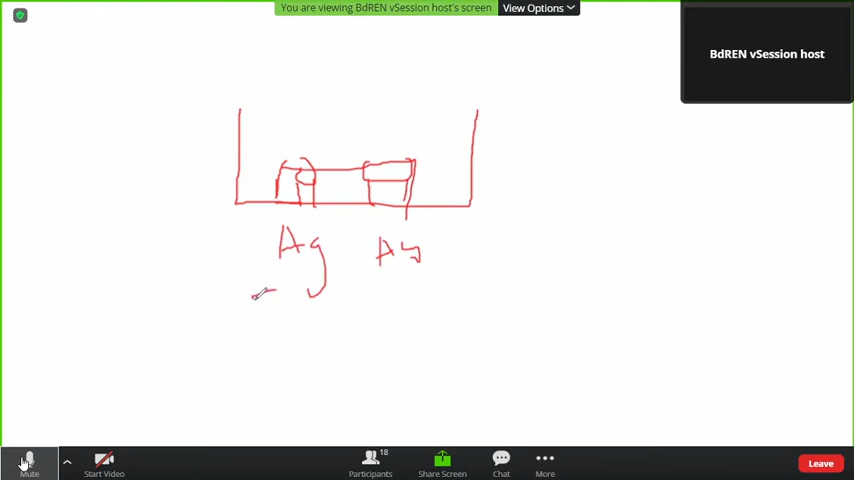 You are viewing BdREN vSession host's screen
View Options
BdREN vSession host
Ag
Ag
Mute
Start Video
18
Participants
Share Screen
Chat
More
Leave